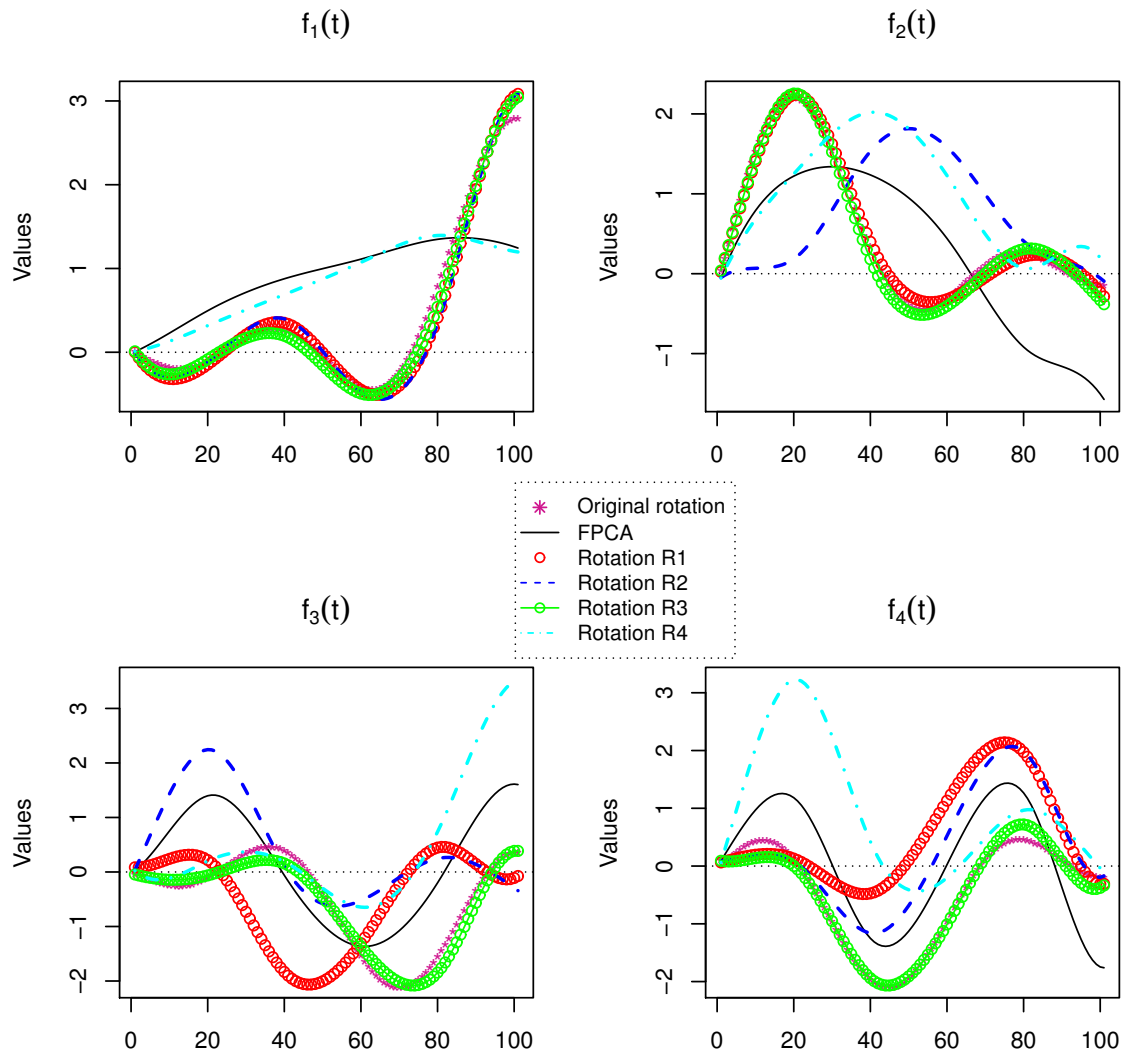 f₁(t)
f₂(t)
Values
3
2
1
0
0 20 40 60 80 100
Values
2
1
0
−1
0 20 40 60 80 100
Original rotation
FPCA
Rotation R1
Rotation R2
Rotation R3
Rotation R4
f₃(t)
f₄(t)
Values
3
2
1
0
−1
−2
0 20 40 60 80 100
Values
3
2
1
0
−1
−2
0 20 40 60 80 100